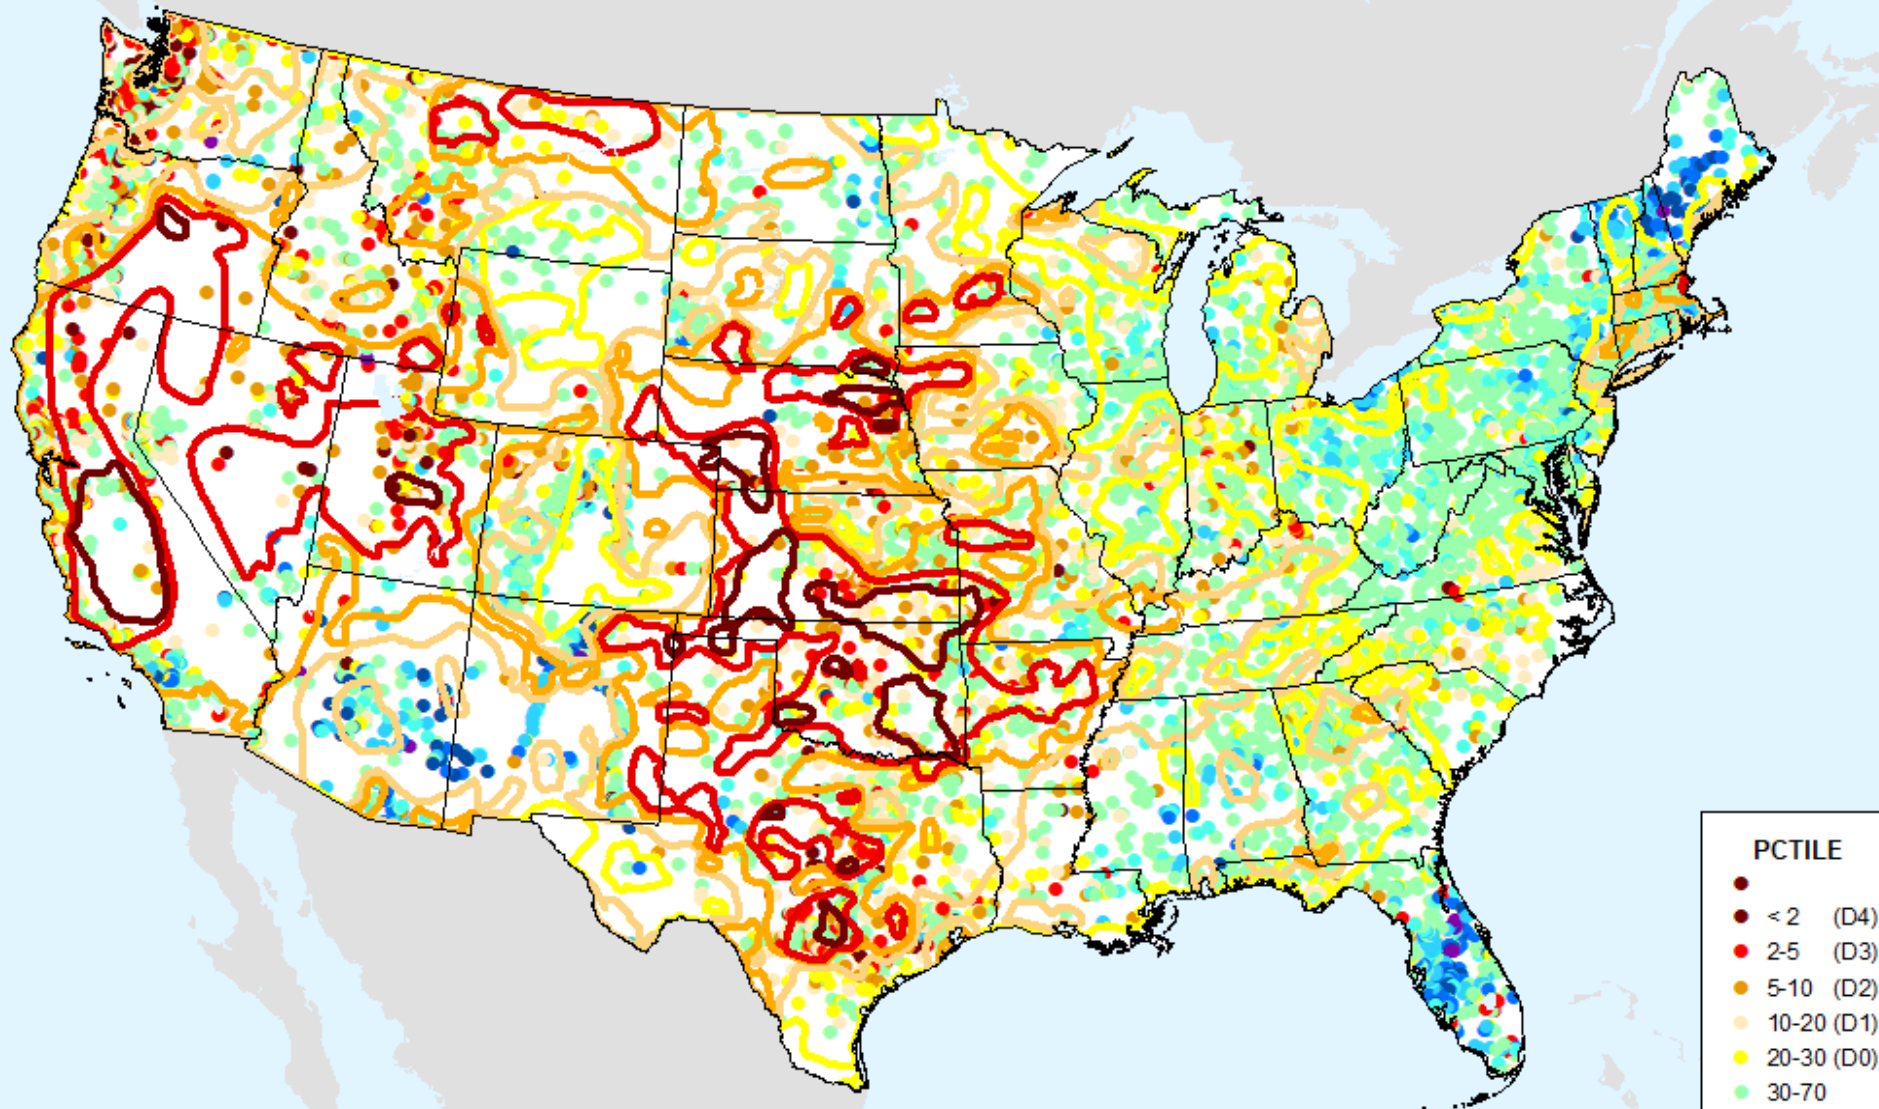 PCTILE
< 2 (D4)
2-5 (D3)
5-10 (D2)
10-20 (D1)
20-30 (D0)
30-70